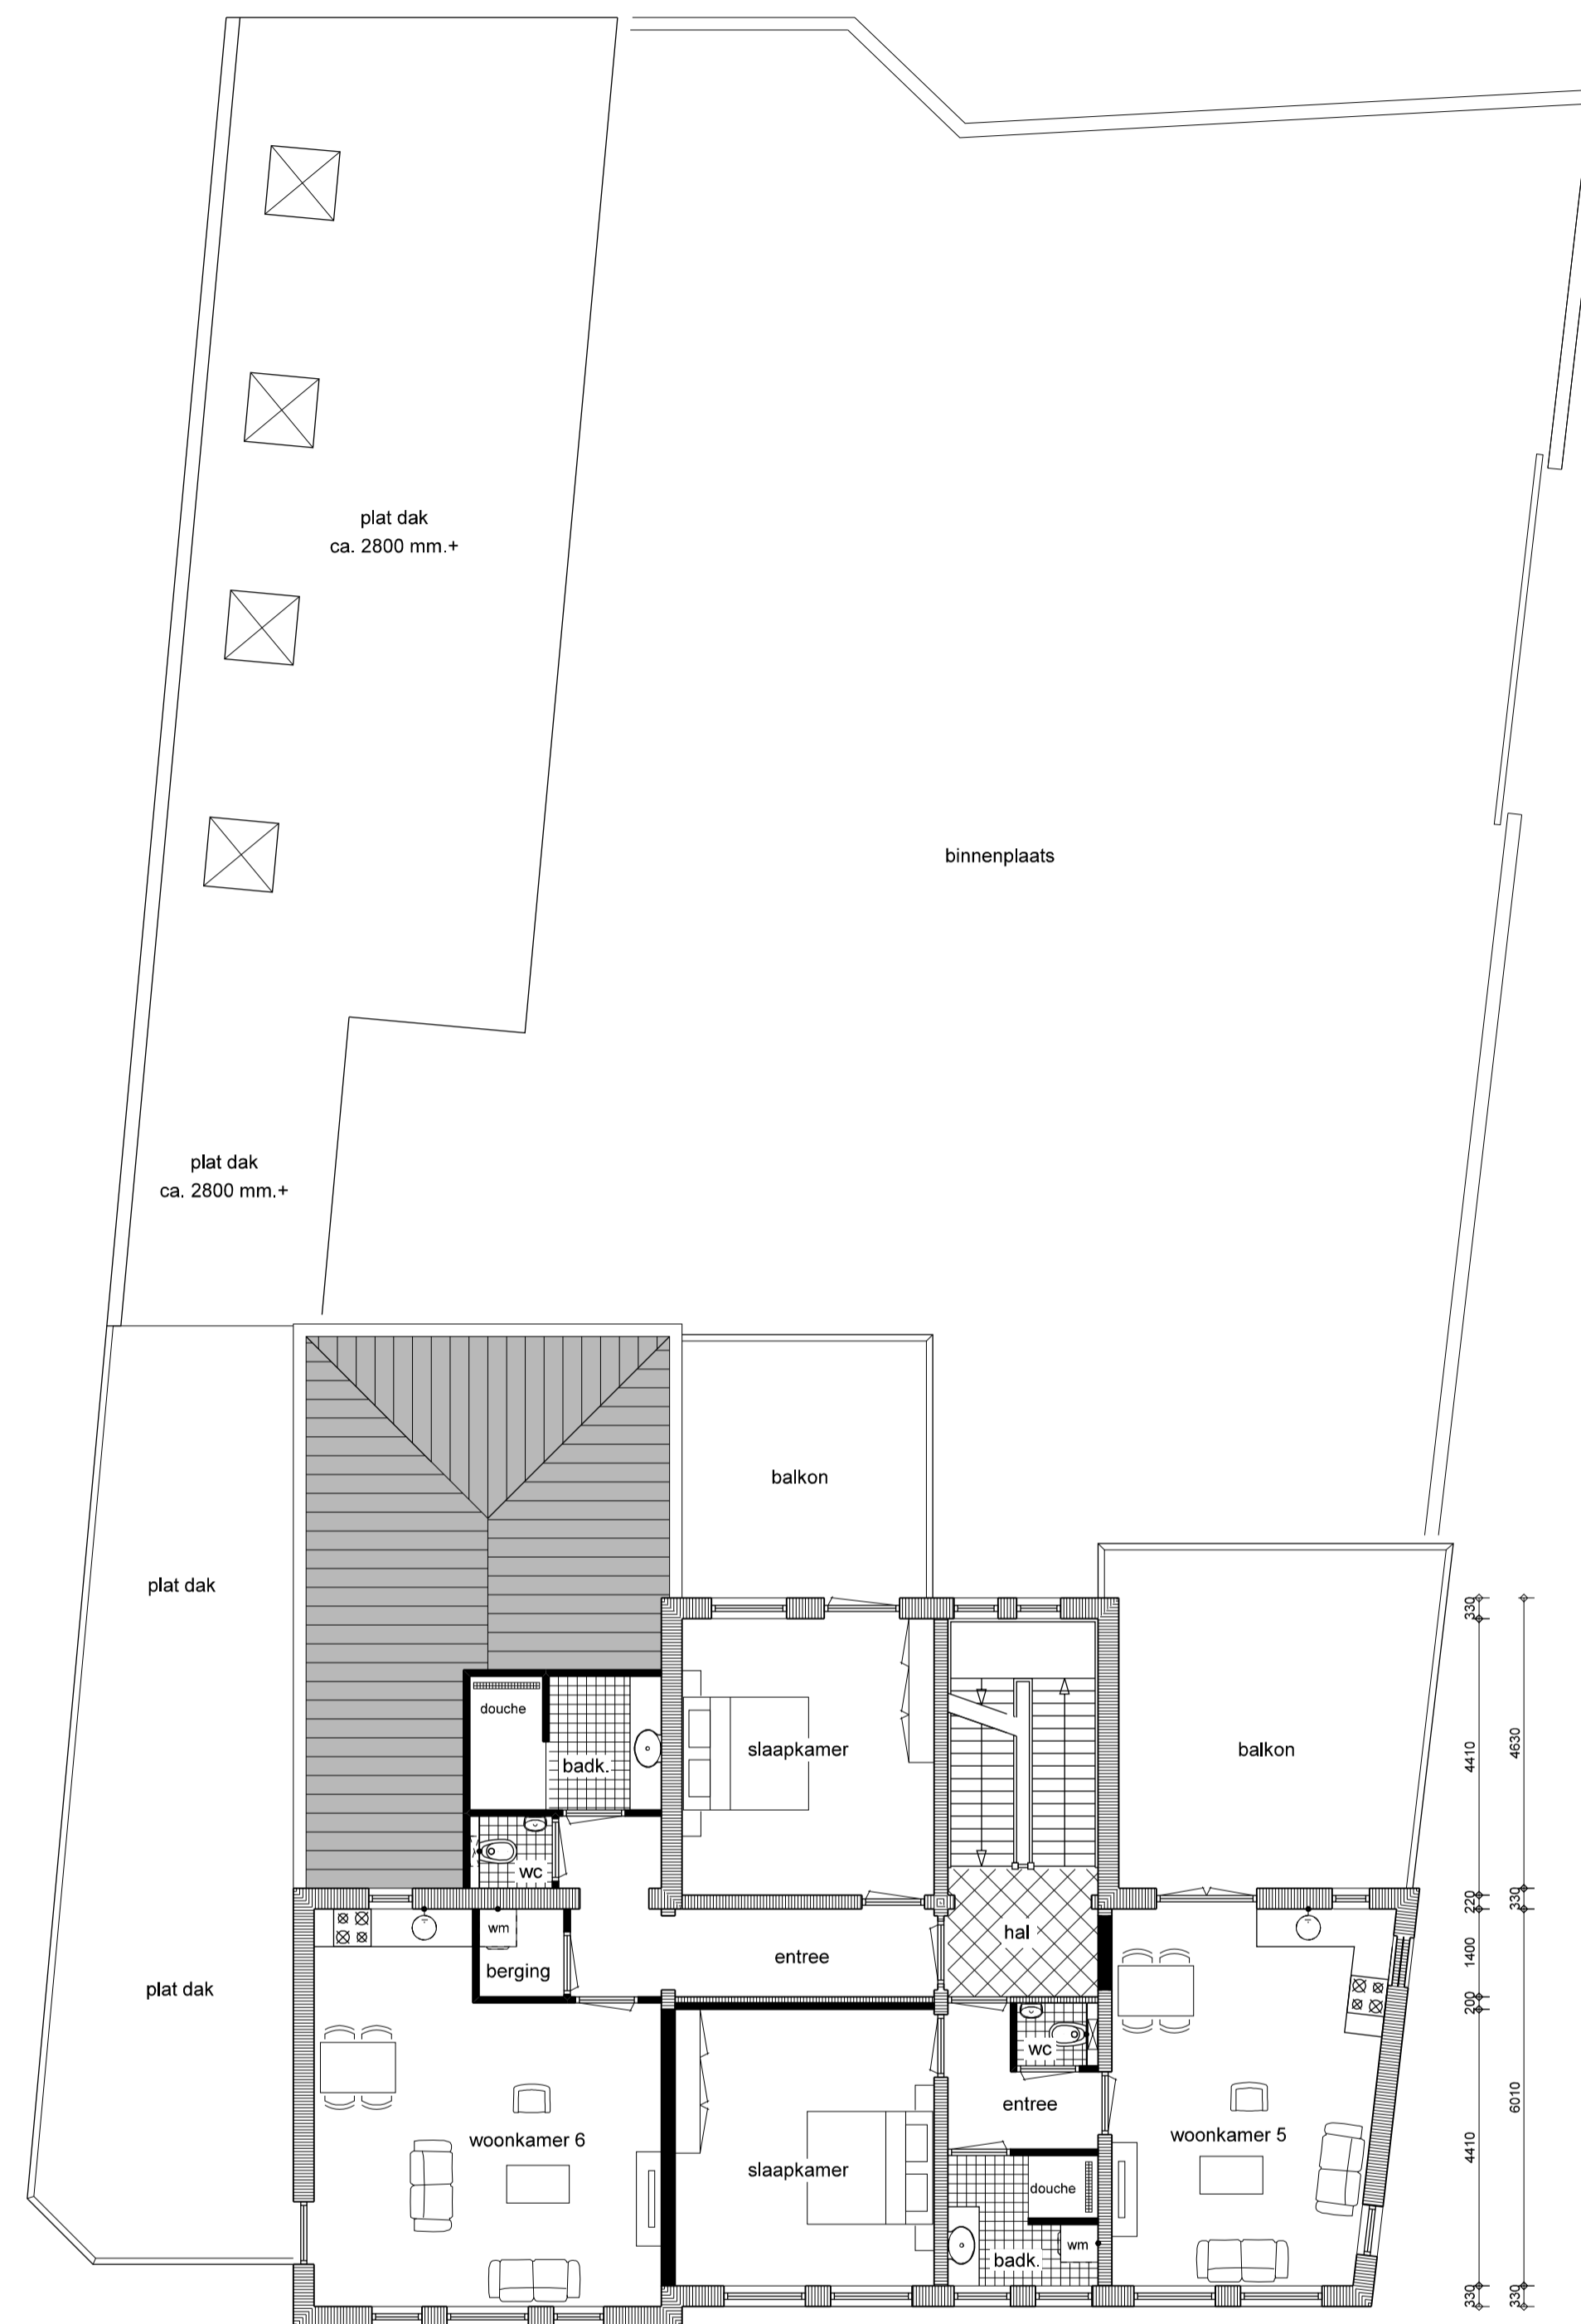 plat dak
ca. 2800 mm.+
binnenplaats
plat dak
ca. 2800 mm.+
balkon
plat dak
330
douche
badk.
slaapkamer
balkon
4410
4630
wc
wm
berging
entree
hal
220
330
1400
200
plat dak
wc
entree
woonkamer 6
woonkamer 5
slaapkamer
douche
wm
badk.
6010
4410
330
330